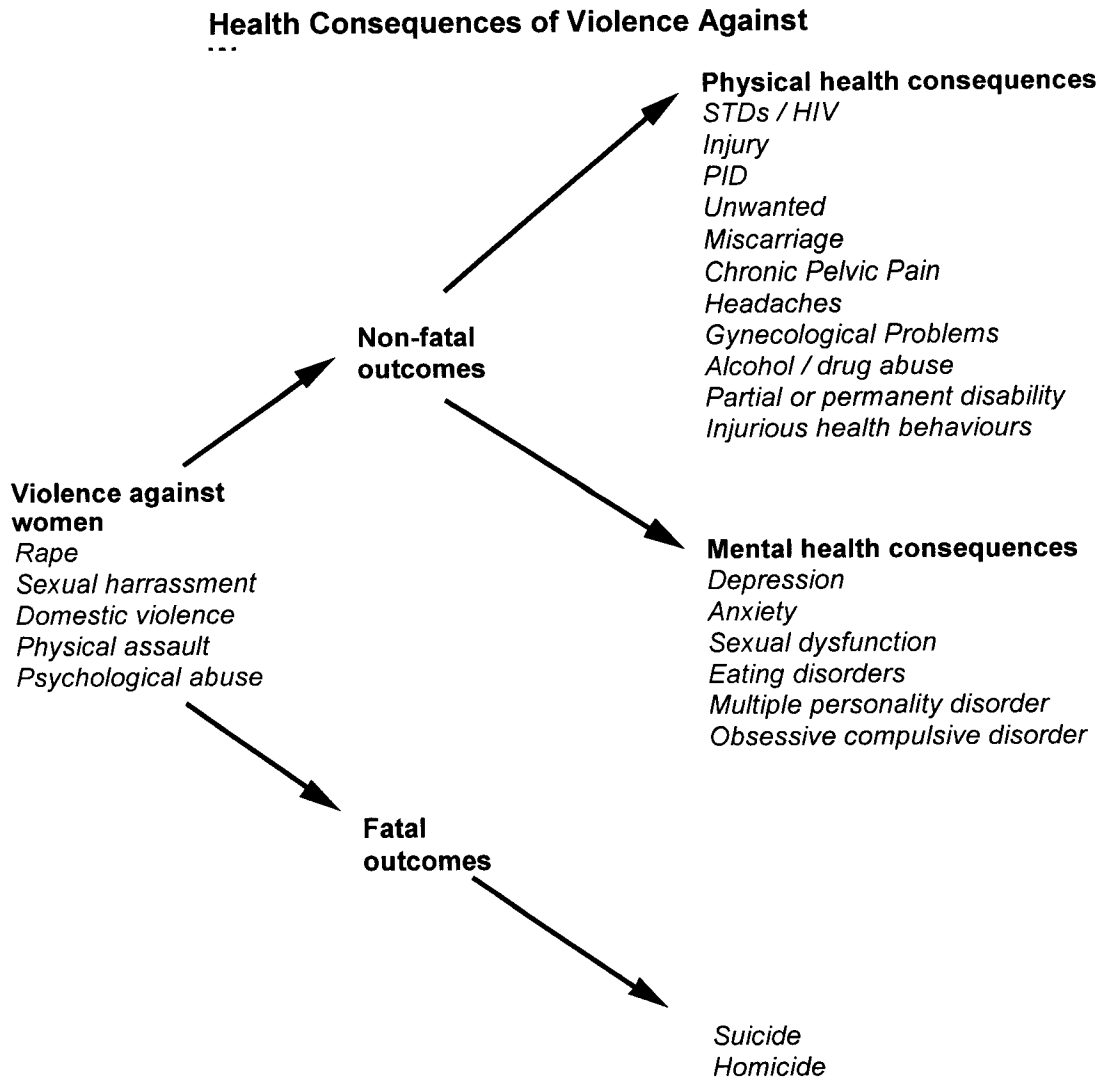 Health Consequences of Violence Against
Physical health consequences
STDs / HIV
Injury
PID
Unwanted
Miscarriage
Chronic Pelvic Pain
Headaches
Gynecological Problems
Alcohol / drug abuse
Partial or permanent disability
Injurious health behaviours
Non-fatal
outcomes
Violence against
women
Rape
Sexual harrassment
Domestic violence
Physical assault
Psychological abuse
Mental health consequences
Depression
Anxiety
Sexual dysfunction
Eating disorders
Multiple personality disorder
Obsessive compulsive disorder
Fatal
outcomes
Suicide
Homicide